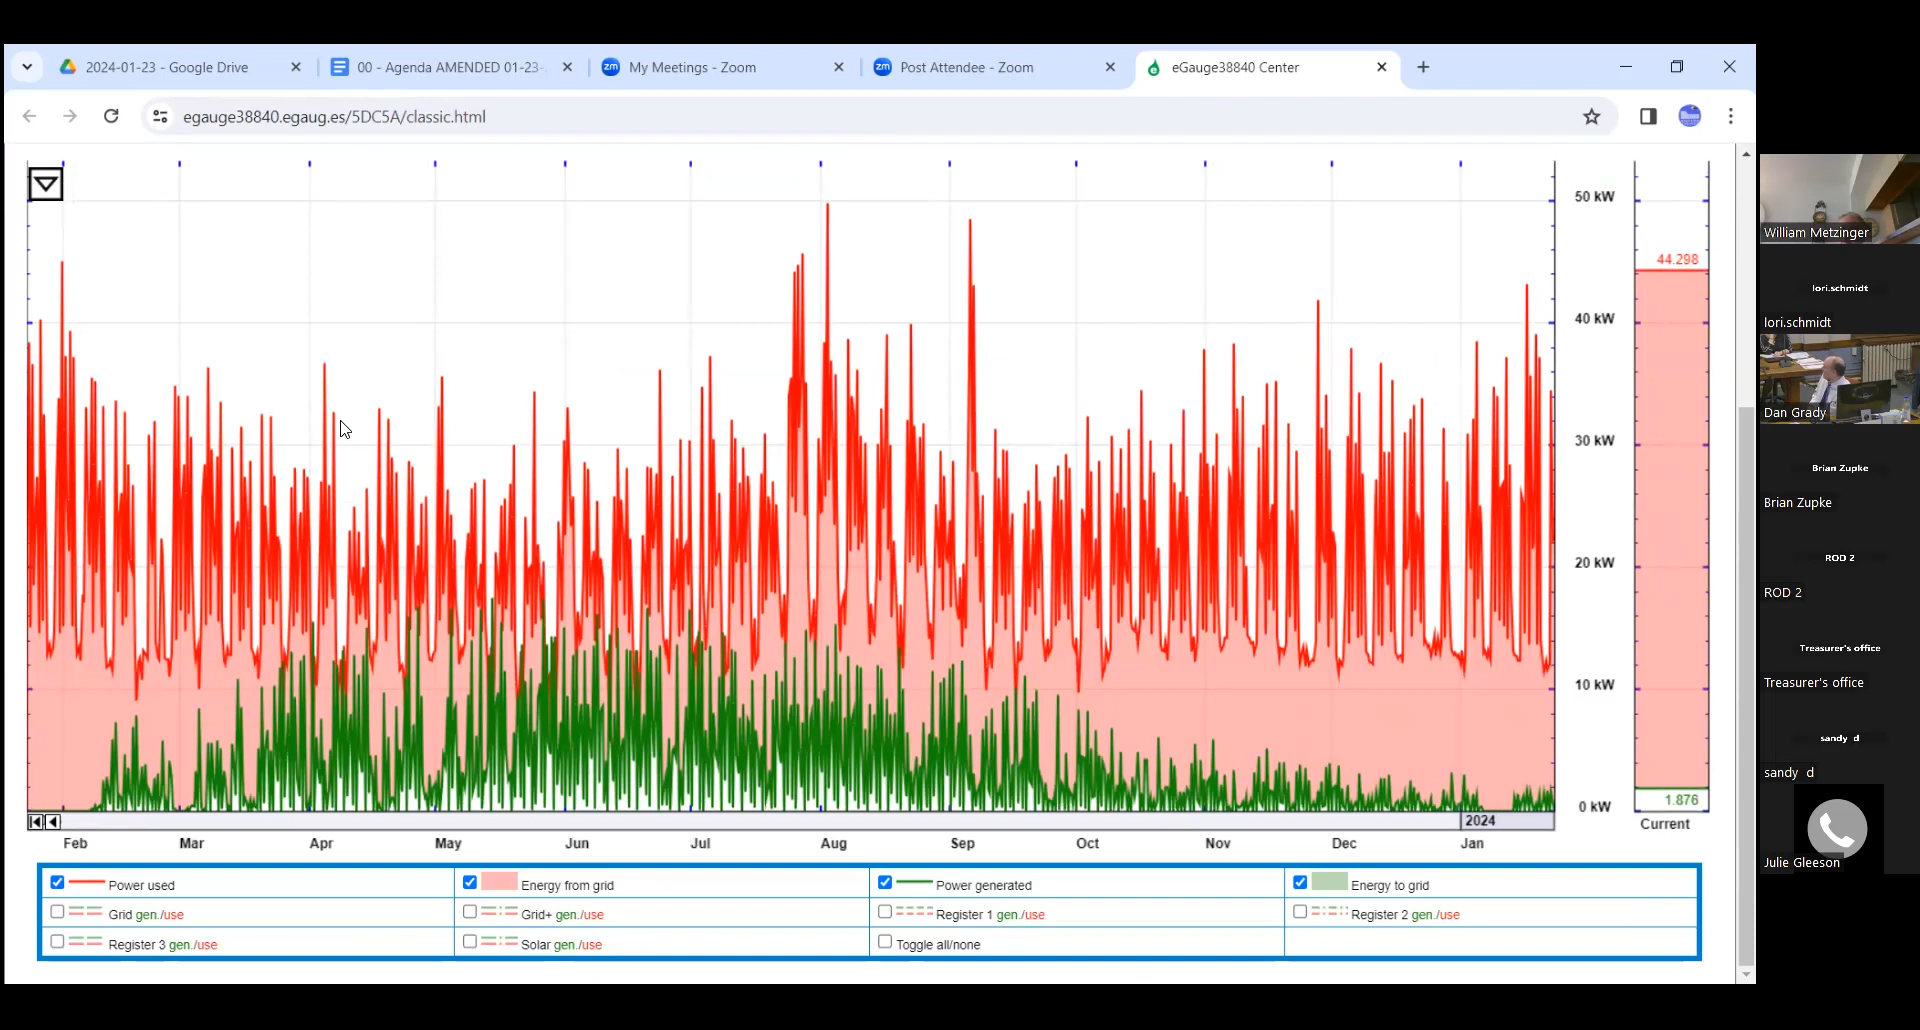 2024-01-23 - Google Drive
00 - Agenda AMENDED 01-23-
zm My Meetings - Zoom
zm Post Attendee - Zoom
eGauge38840 Center
egauge38840.egaug.es/5DC5A/classic.html
50 kW
40 kW
30 kW
20 kW
10 kW
0 kW
44.298
1.876
Current
2024
Feb Mar Apr May Jun Jul Aug Sep Oct Nov Dec Jan
Power used Energy from grid Power generated Energy to grid
Grid gen./use Grid+ gen./use Register 1 gen./use Register 2 gen./use
Register 3 gen./use Solar gen./use Toggle all/none
William Metzinger
lori.schmidt
lori.schmidt
Dan Grady
Brian Zupke
Brian Zupke
ROD 2
ROD 2
Treasurer's office
Treasurer's office
sandy d
sandy d
Julie Gleeson